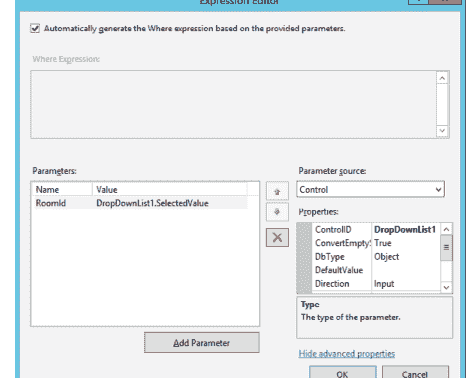 Expression Editor
Automatically generate the Where expression based on the provided parameters.
Where Expression:
Parameters:
Name Value
RoomId DropDownList1.SelectedValue
Add Parameter
Parameter source:
Control
Properties:
ControlID DropDownList1
ConvertEmptyS True
DbType Object
DefaultValue
Direction Input
Type
The type of the parameter.
Hide advanced properties
OK Cancel